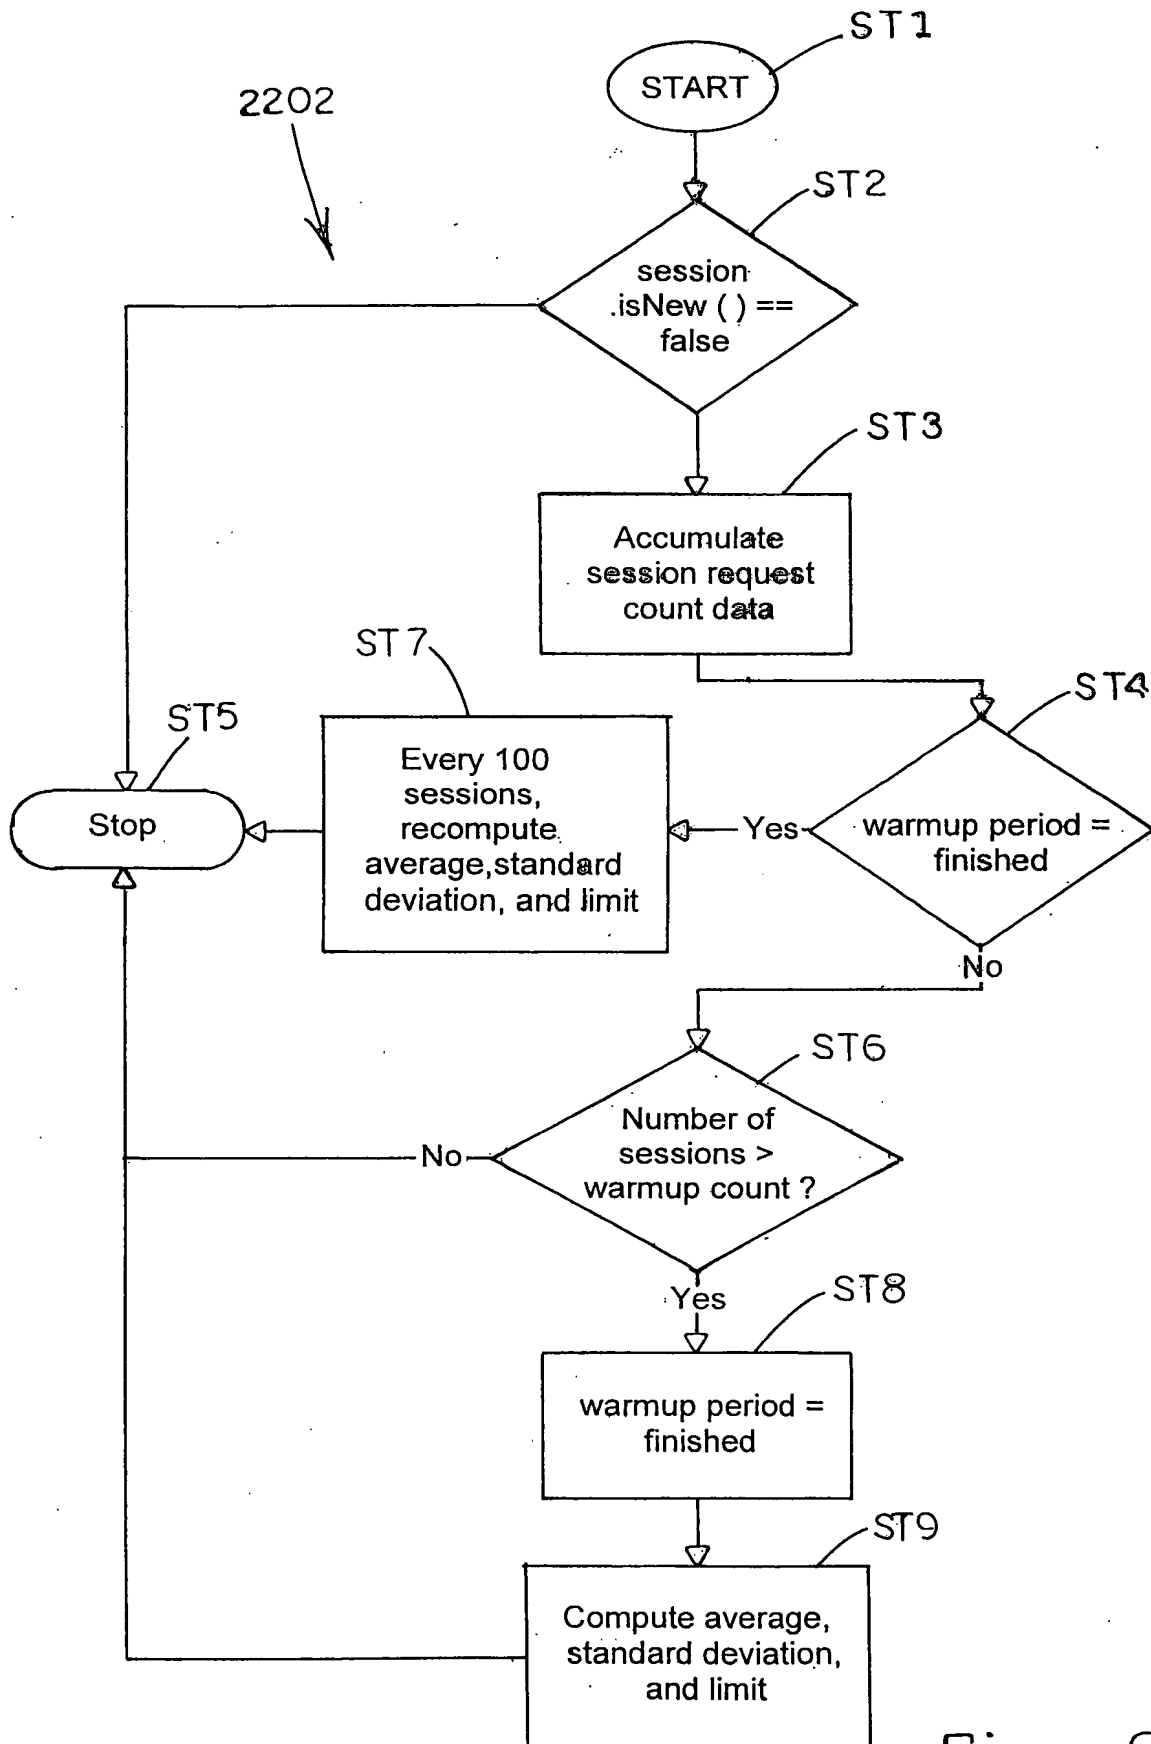 ST1
START
2202
ST2
session
.isNew ( ) ==
false
ST3
Accumulate
session request
count data
ST7
ST4
ST5
Every 100
sessions,
recompute
average,standard
deviation, and limit
Stop
Yes
warmup period =
finished
No
ST6
Number of
sessions >
warmup count ?
No
Yes
ST8
warmup period =
finished
ST9
Compute average,
standard deviation,
and limit